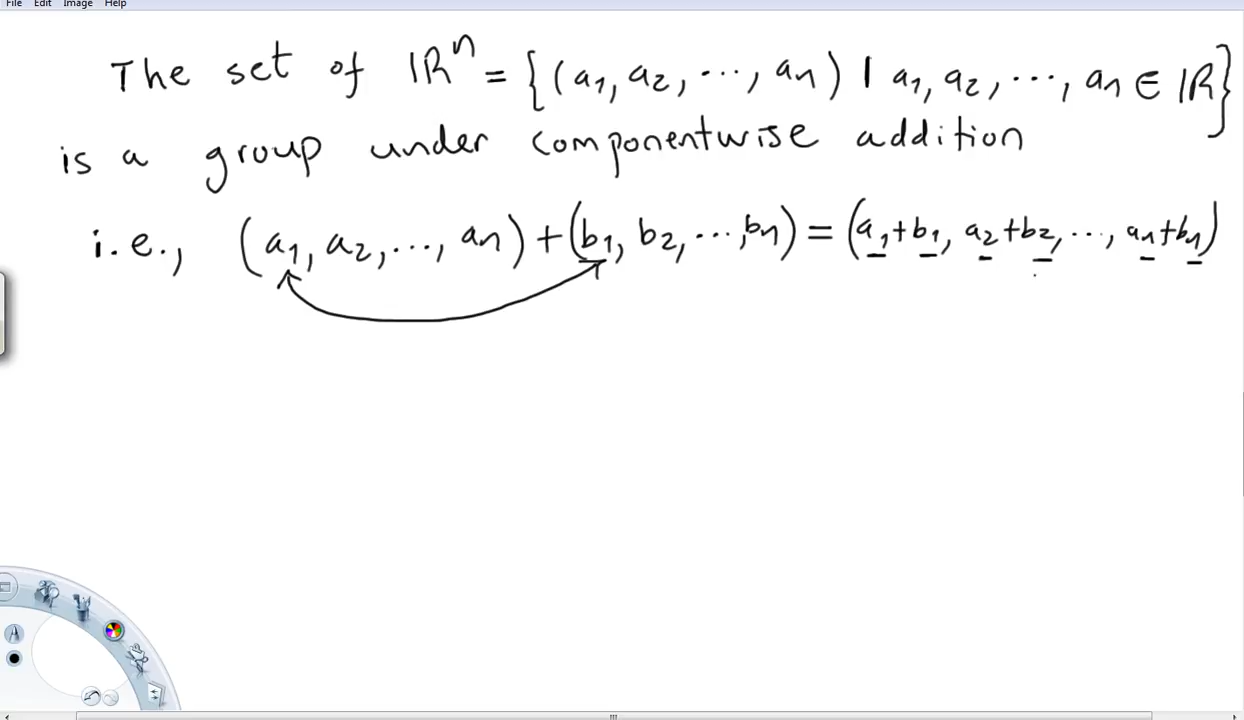 File Edit Image Help
The set of ℝⁿ = {(a₁, a₂, ..., aₙ) | a₁, a₂, ..., aₙ ∈ ℝ}
is a group under componentwise addition
i.e., (a₁, a₂, ..., aₙ) + (b₁, b₂, ..., bₙ) = (a₁+b₁, a₂+b₂, ..., aₙ+bₙ)